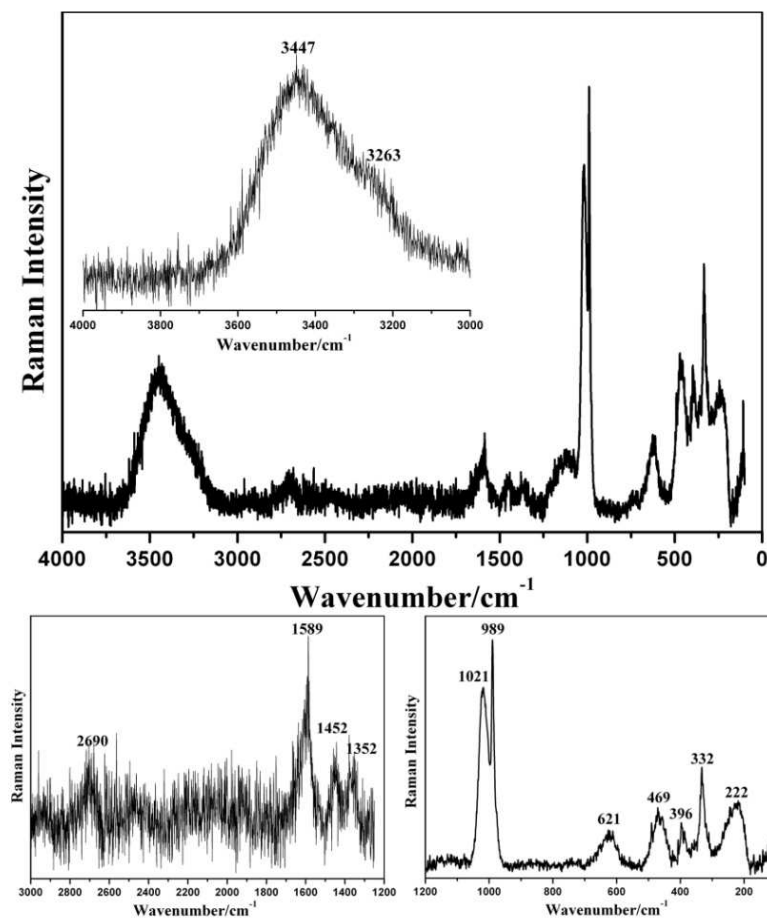 3447
3263
4000 3800 3600 3400 3200 3000
Wavenumber/cm-1
Raman Intensity
4000 3500 3000 2500 2000 1500 1000 500 0
Wavenumber/cm-1
1589
2690
1452
1352
Raman Intensity
3000 2800 2600 2400 2200 2000 1800 1600 1400 1200
Wavenumber/cm-1
989
1021
332
621
469
396
222
Raman Intensity
1200 1000 800 600 400 200
Wavenumber/cm-1